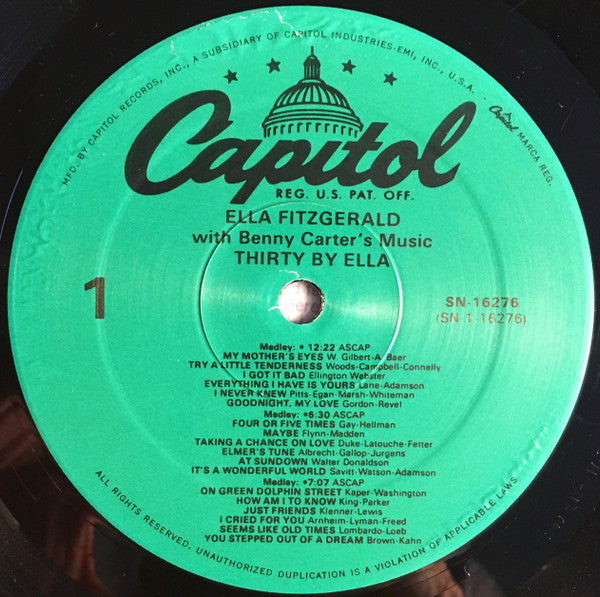 MFD. BY CAPITOL RECORDS, INC., A SUBSIDIARY OF CAPITOL INDUSTRIES-EMI, INC., U.S.A. . Capitol MARCA REG.
Capitol
REG. U.S. PAT. OFF.
ELLA FITZGERALD
with Benny Carter's Music
THIRTY BY ELLA
1
SN-16276
(SN-1-16276)
Medley: • 12:22 ASCAP
MY MOTHER'S EYES W. Gilbert-A. Baer
TRY A LITTLE TENDERNESS Woods-Campbell-Connelly
I GOT IT BAD Ellington Webster
EVERYTHING I HAVE IS YOURS Lane-Adamson
I NEVER KNEW Pitts-Egan-Marsh-Whiteman
GOODNIGHT, MY LOVE Gordon-Revel
Medley: •6:30 ASCAP
FOUR OR FIVE TIMES Gay-Hellman
MAYBE Flynn-Madden
TAKING A CHANCE ON LOVE Duke-Latouche-Fetter
ELMER'S TUNE Albrecht-Gallop-Jurgens
AT SUNDOWN Walter Donaldson
IT'S A WONDERFUL WORLD Savitt-Watson-Adamson
Medley: •7:07 ASCAP
ON GREEN DOLPHIN STREET Kaper-Washington
HOW AM I TO KNOW King-Parker
JUST FRIENDS Klenner-Lewis
I CRIED FOR YOU Arnheim-Lyman-Freed
SEEMS LIKE OLD TIMES Lombardo-Loeb
YOU STEPPED OUT OF A DREAM Brown-Kahn
ALL RIGHTS RESERVED. UNAUTHORIZED DUPLICATION IS A VIOLATION OF APPLICABLE LAWS.